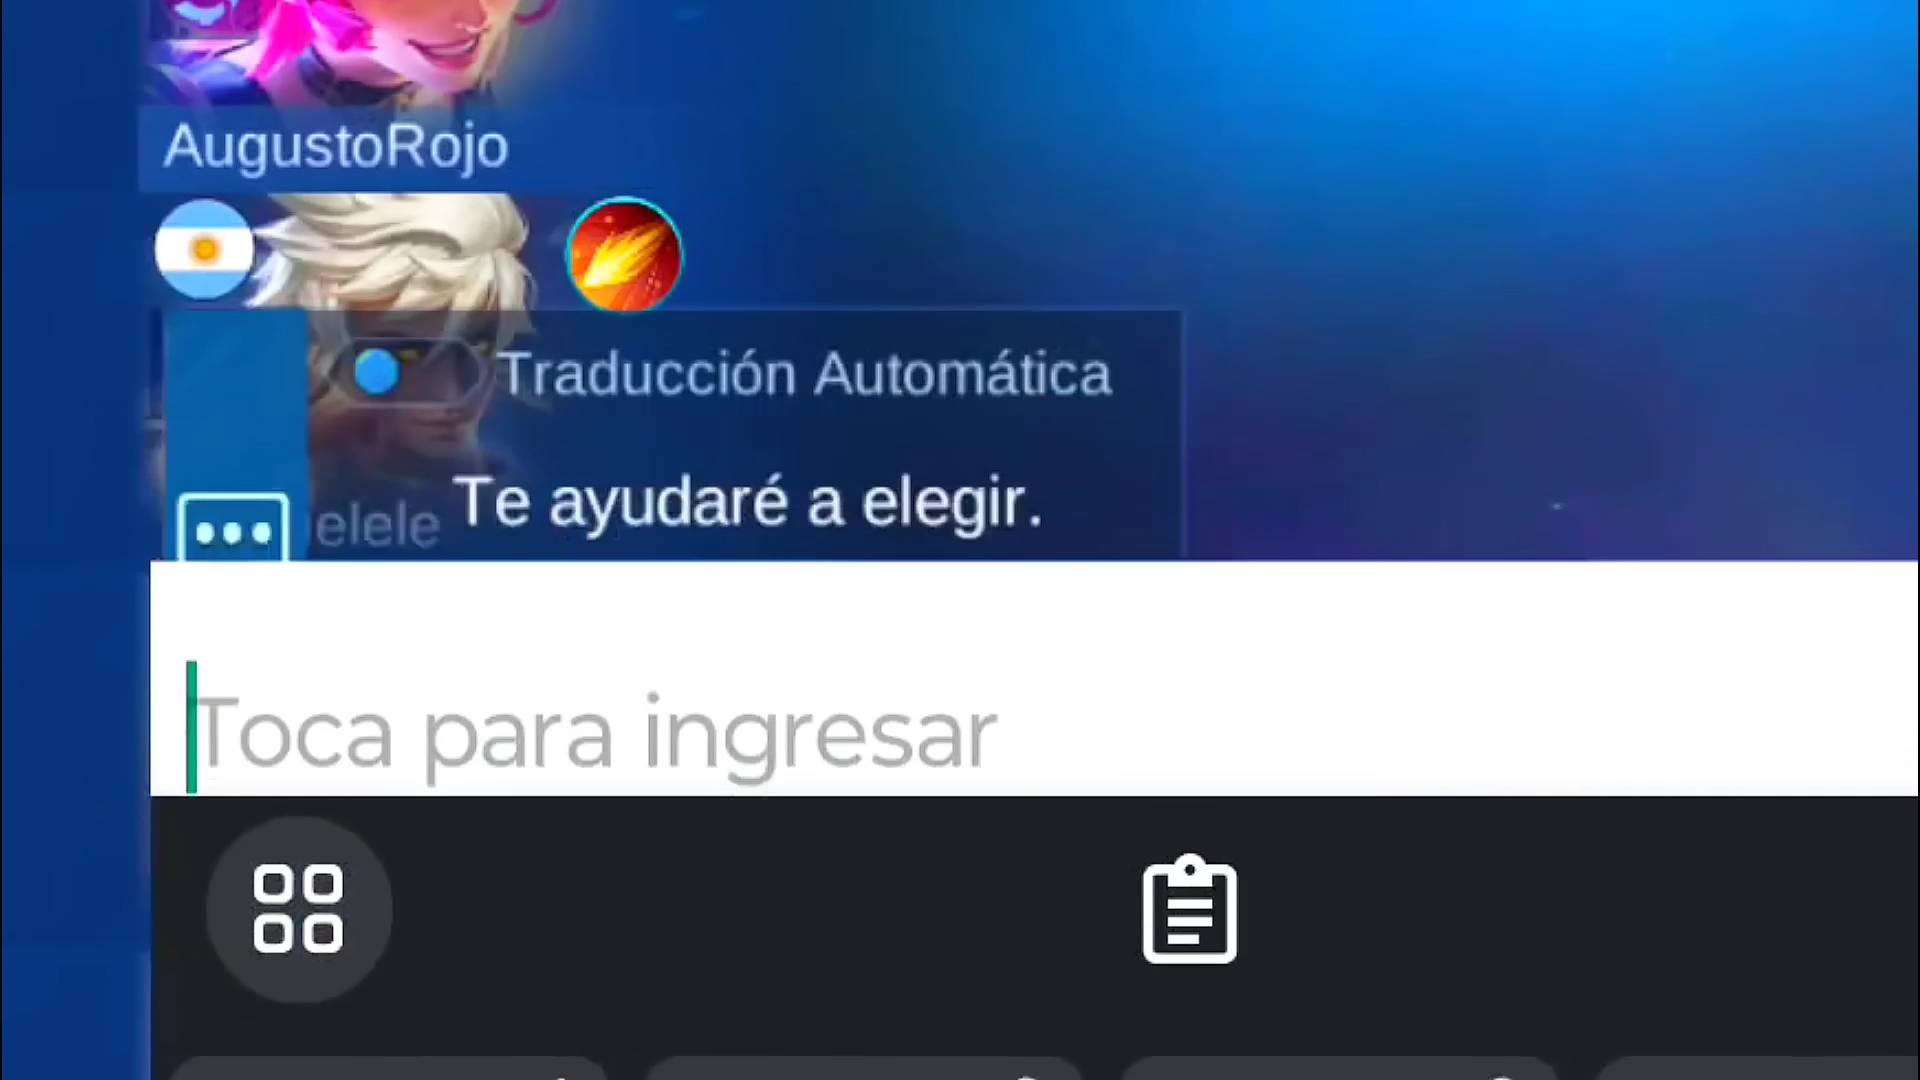 AugustoRojo
Traducción Automática
Te ayudaré a elegir.
elele
Toca para ingresar